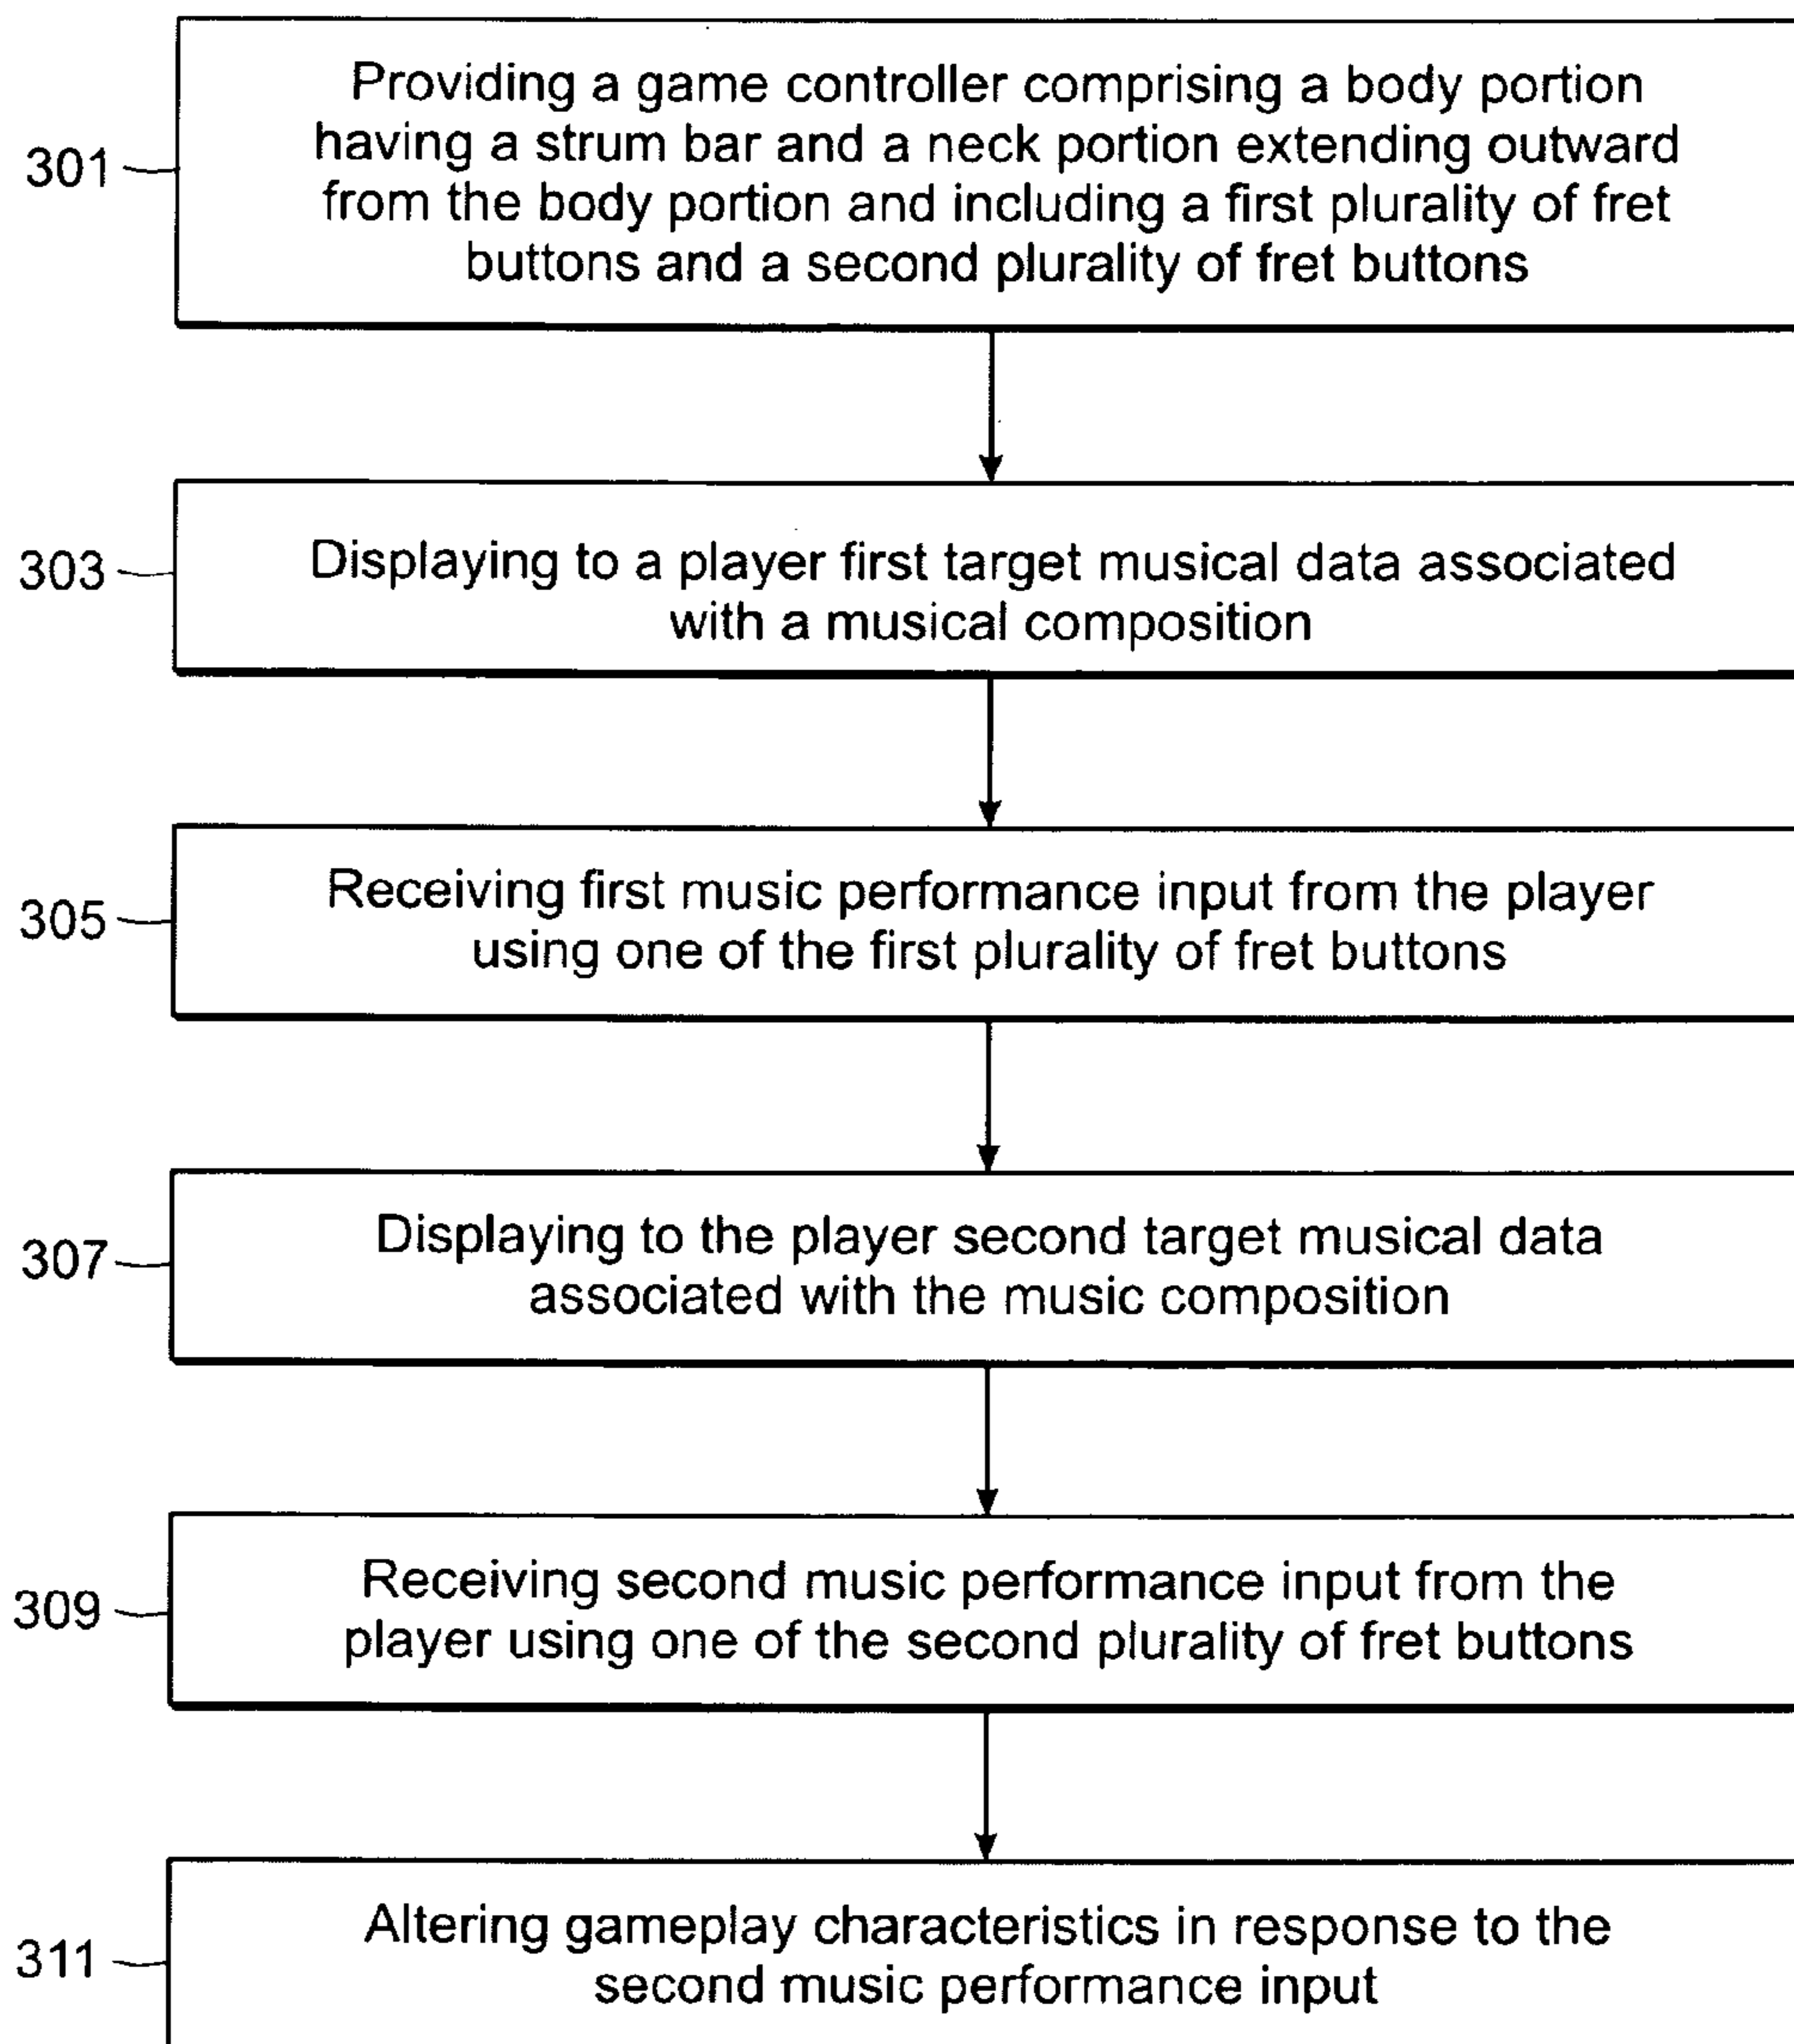 Providing a game controller comprising a body portion
having a strum bar and a neck portion extending outward
301
from the body portion and including a first plurality of fret
buttons and a second plurality of fret buttons
Displaying to a player first target musical data associated
303
with a musical composition
Receiving first music performance input from the player
305
using one of the first plurality of fret buttons
Displaying to the player second target musical data
307
associated with the music composition
Receiving second music performance input from the
309
player using one of the second plurality of fret buttons
Altering gameplay characteristics in response to the
311
second music performance input